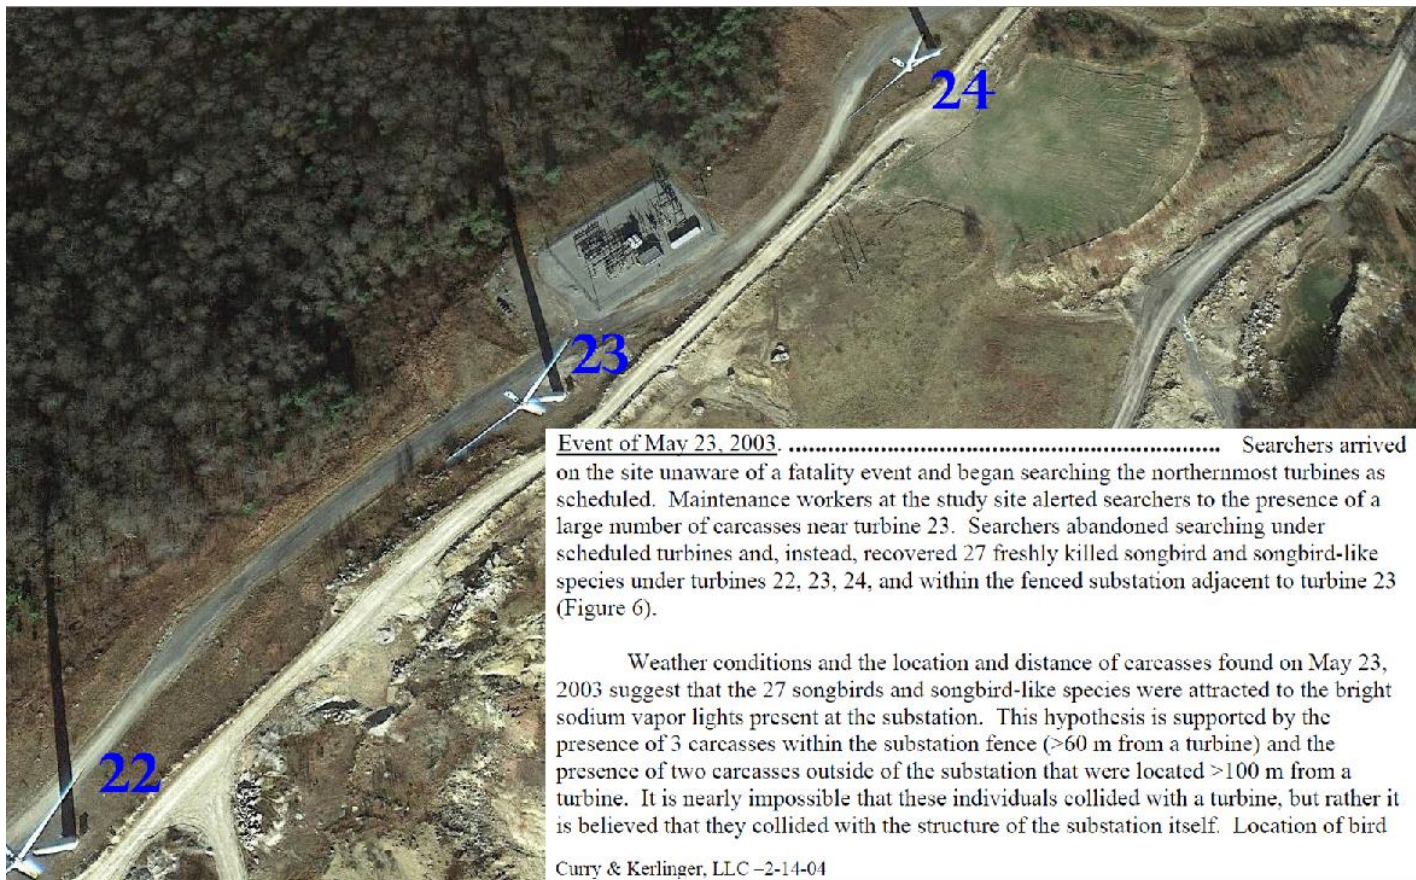 24
23
22
Event of May 23, 2003. ........................................................ Searchers arrived
on the site unaware of a fatality event and began searching the northernmost turbines as
scheduled. Maintenance workers at the study site alerted searchers to the presence of a
large number of carcasses near turbine 23. Searchers abandoned searching under
scheduled turbines and, instead, recovered 27 freshly killed songbird and songbird-like
species under turbines 22, 23, 24, and within the fenced substation adjacent to turbine 23
(Figure 6).
Weather conditions and the location and distance of carcasses found on May 23,
2003 suggest that the 27 songbirds and songbird-like species were attracted to the bright
sodium vapor lights present at the substation. This hypothesis is supported by the
presence of 3 carcasses within the substation fence (>60 m from a turbine) and the
presence of two carcasses outside of the substation that were located >100 m from a
turbine. It is nearly impossible that these individuals collided with a turbine, but rather it
is believed that they collided with the structure of the substation itself. Location of bird
Curry & Kerlinger, LLC –2-14-04